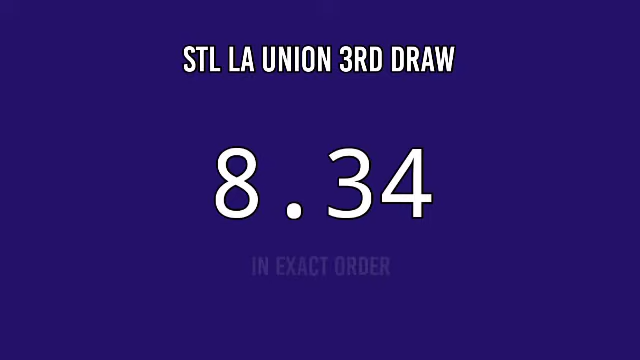 STL LA UNION 3RD DRAW
8.34
IN EXACT ORDER